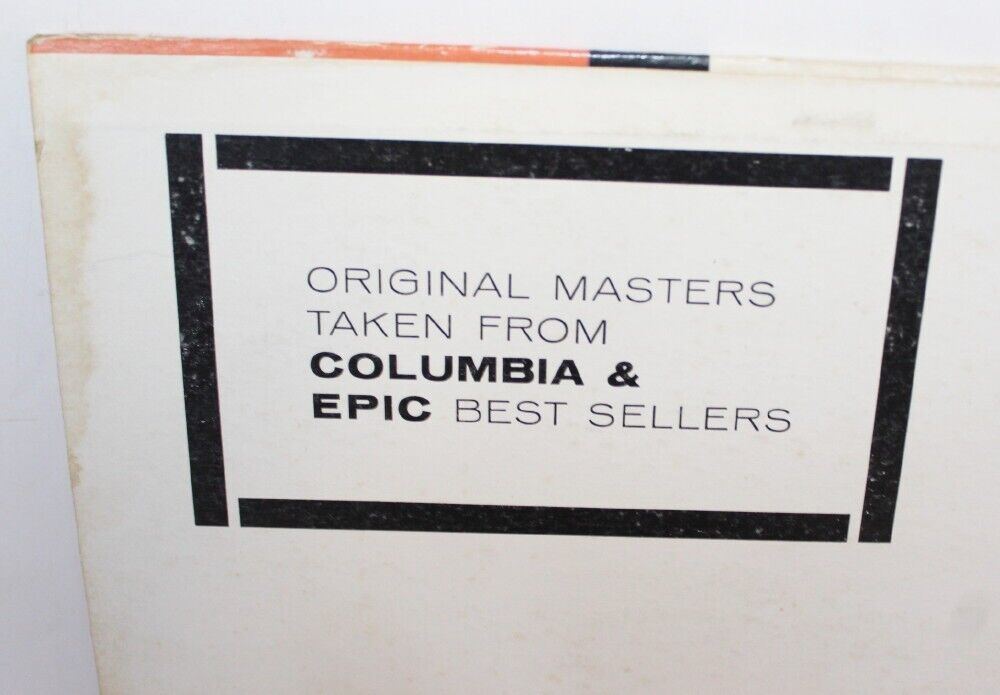 ORIGINAL MASTERS
TAKEN FROM
COLUMBIA &
EPIC BEST SELLERS